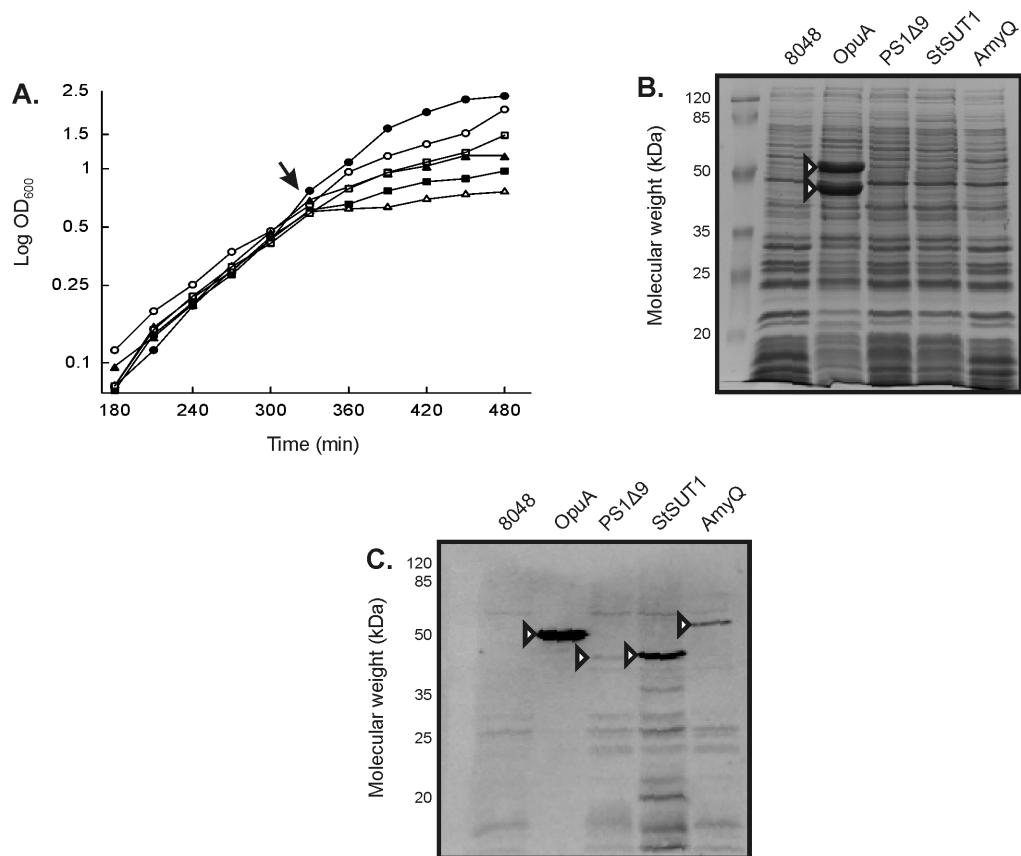 A.
2.5
1.5
1
0.5
0.25
0.1
Log OD600
180 240 300 360 420 480
Time (min)
B.
8048 OpuA PS1Δ9 StSUT1 AmyQ
120
85
50
35
25
20
Molecular weight (kDa)
C.
8048 OpuA PS1Δ9 StSUT1 AmyQ
120
85
50
35
25
20
Molecular weight (kDa)